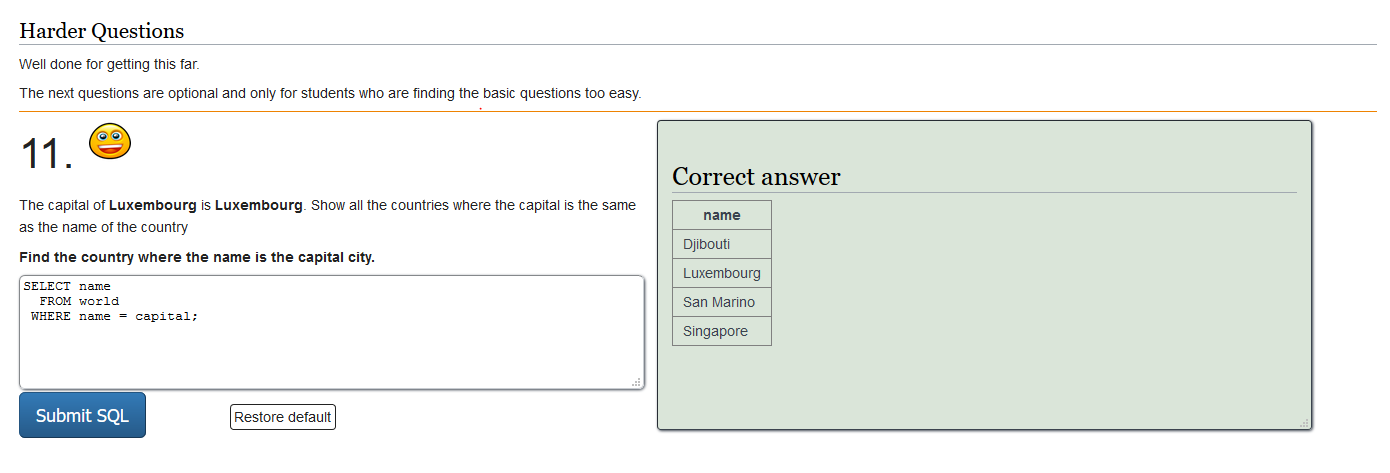 Harder Questions
Well done for getting this far.
The next questions are optional and only for students who are finding the basic questions too easy.
11.
The capital of Luxembourg is Luxembourg. Show all the countries where the capital is the same
as the name of the country
Find the country where the name is the capital city.
SELECT name
FROM world
WHERE name = capital;
Submit SQL
Restore default
Correct answer
name
Djibouti
Luxembourg
San Marino
Singapore